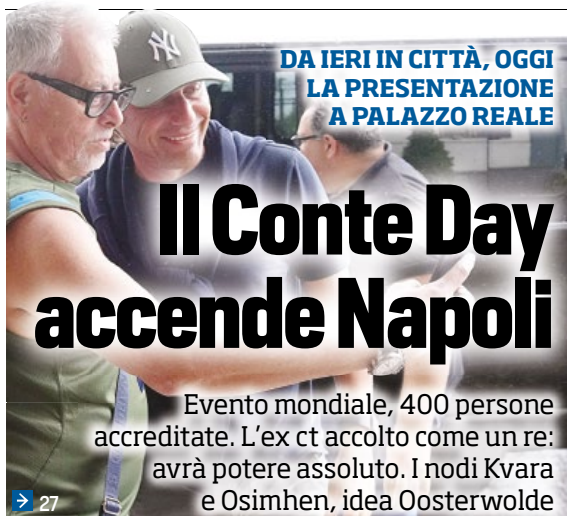 NY
DA IERI IN CITTÀ, OGGI
LA PRESENTAZIONE
A PALAZZO REALE
Il Conte Day
accende Napoli
Evento mondiale, 400 persone
accreditate. L'ex ct accolto come un re:
avrà potere assoluto. I nodi Kvara
e Osimhen, idea Oosterwolde
27